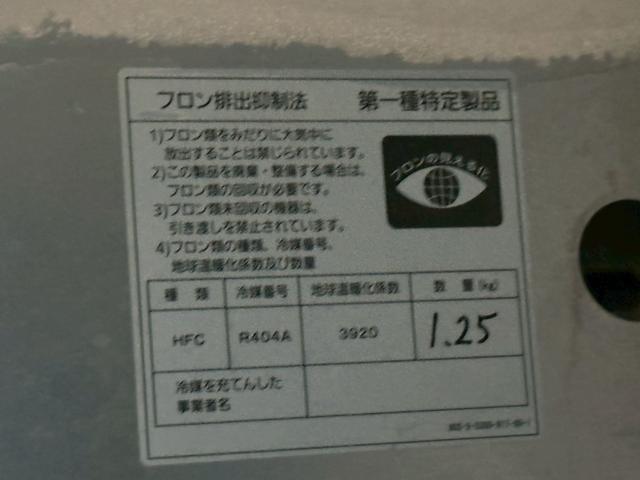 フロン排出抑制法 第一種特定製品
1)フロン類をみだりに大気中に
放出することは禁じられています。
2)この製品を廃棄・整備する場合は、
フロン類の回収が必要です。
3)フロン類未回収の機器は、
引き渡しを禁止されています。
4)フロン類の種類、冷媒番号、
地球温暖化係数及び数量
フロンの見える化
種類 冷媒番号 地球温暖化係数 数量(kg)
HFC R404A 3920 1.25
冷媒を充てんした
事業者名